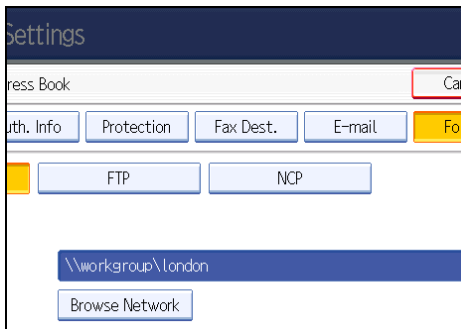 Settings
ress Book Ca
uth. Info Protection Fax Dest. E-mail Fo
FTP NCP
\\workgroup\london
Browse Network